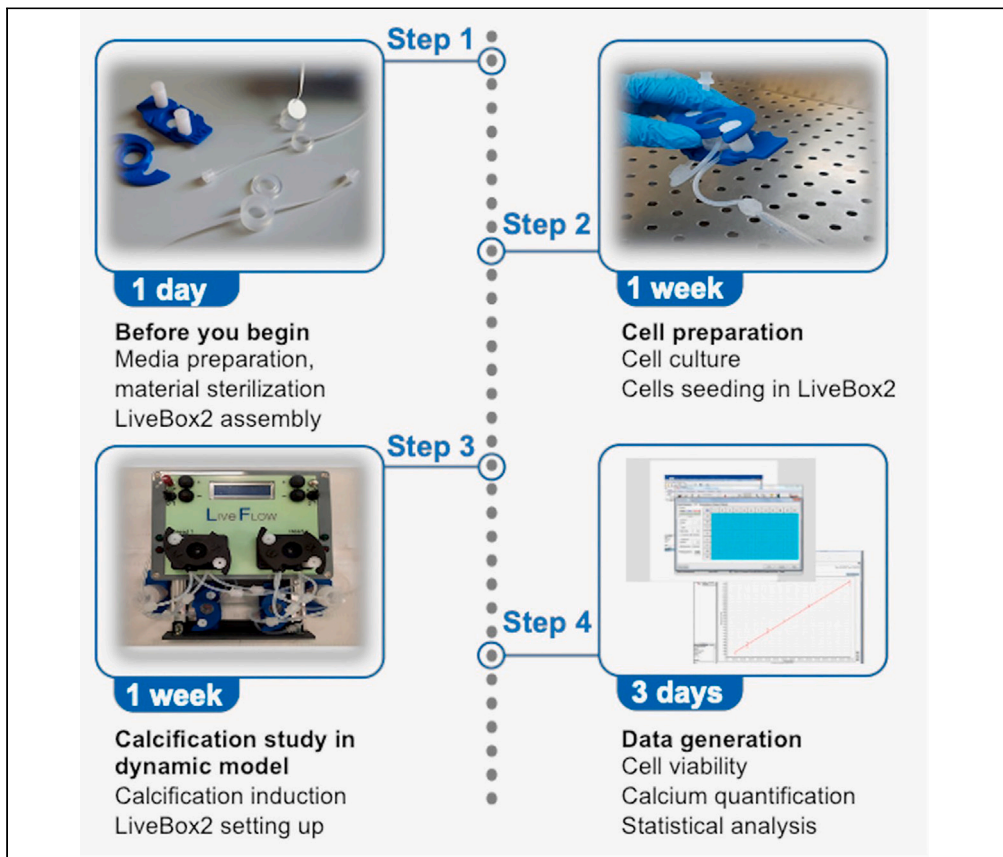 Step 1
1 day
Before you begin
Media preparation,
material sterilization
LiveBox2 assembly
Step 2
1 week
Cell preparation
Cell culture
Cells seeding in LiveBox2
Step 3
Live Flow
1 week
Calcification study in
dynamic model
Calcification induction
LiveBox2 setting up
Step 4
3 days
Data generation
Cell viability
Calcium quantification
Statistical analysis